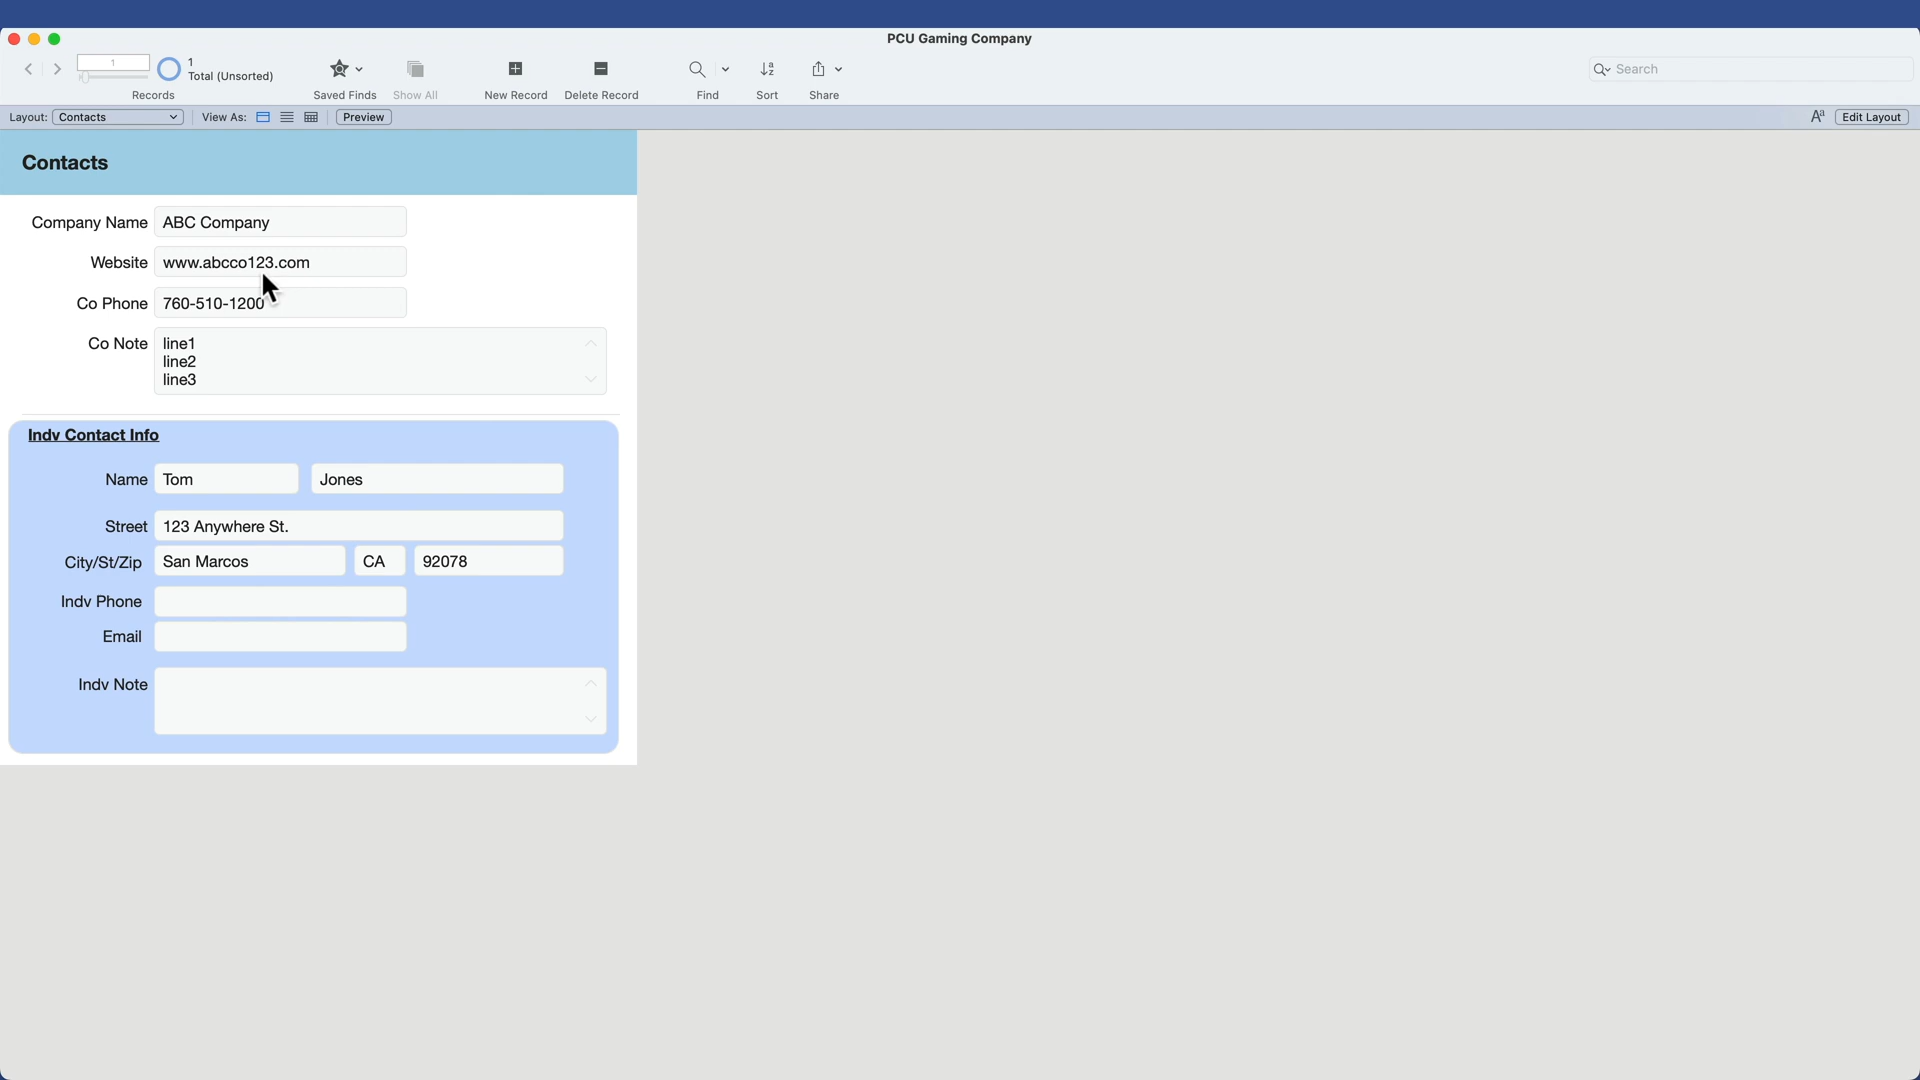 PCU Gaming Company
1
1
Total (Unsorted)
Records
Saved Finds
Show All
New Record
Delete Record
Find
Sort
Share
Search
Layout: Contacts
View As:
Preview
Aa
Edit Layout
Contacts
Company Name ABC Company
Website www.abcco123.com
Co Phone 760-510-1200
Co Note line1
line2
line3
Indv Contact Info
Name Tom Jones
Street 123 Anywhere St.
City/St/Zip San Marcos CA 92078
Indv Phone
Email
Indv Note